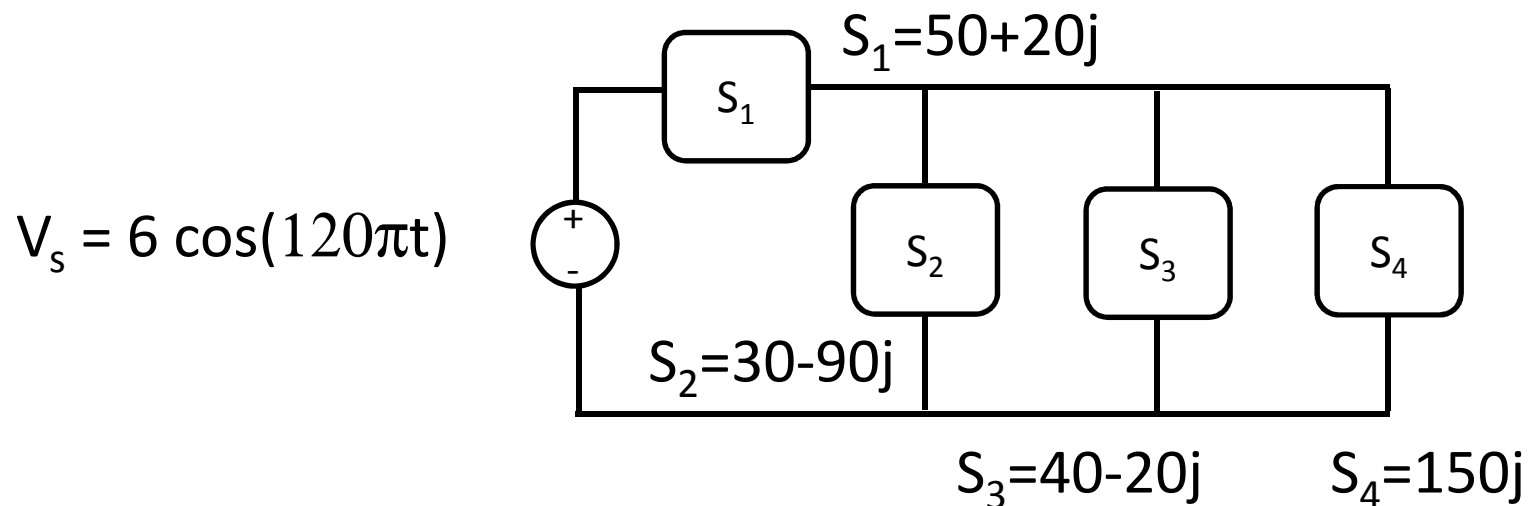 S₁=50+20j
S₁
Vₛ = 6 cos(120πt)
+
-
S₂
S₃
S₄
S₂=30-90j
S₃=40-20j
S₄=150j